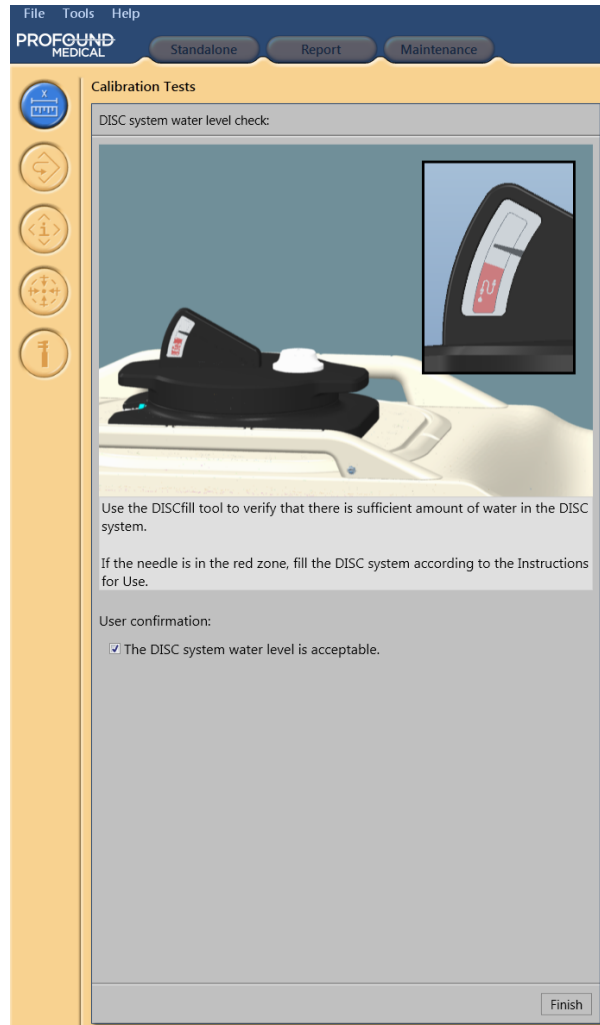 File Tools Help
PROFOUND
MEDICAL
Standalone Report Maintenance
X
Calibration Tests
DISC system water level check:
Use the DISCfill tool to verify that there is sufficient amount of water in the DISC
system.
If the needle is in the red zone, fill the DISC system according to the Instructions
for Use.
User confirmation:
The DISC system water level is acceptable.
Finish